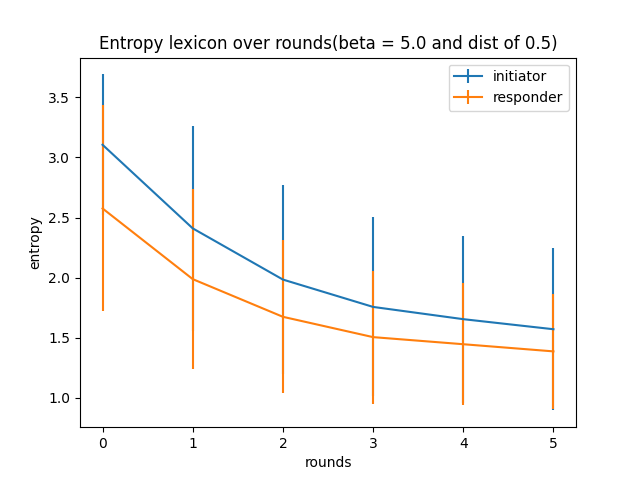 Entropy lexicon over rounds(beta = 5.0 and dist of 0.5)
initiator
responder
entropy
3.5
3.0
2.5
2.0
1.5
1.0
0 1 2 3 4 5
rounds